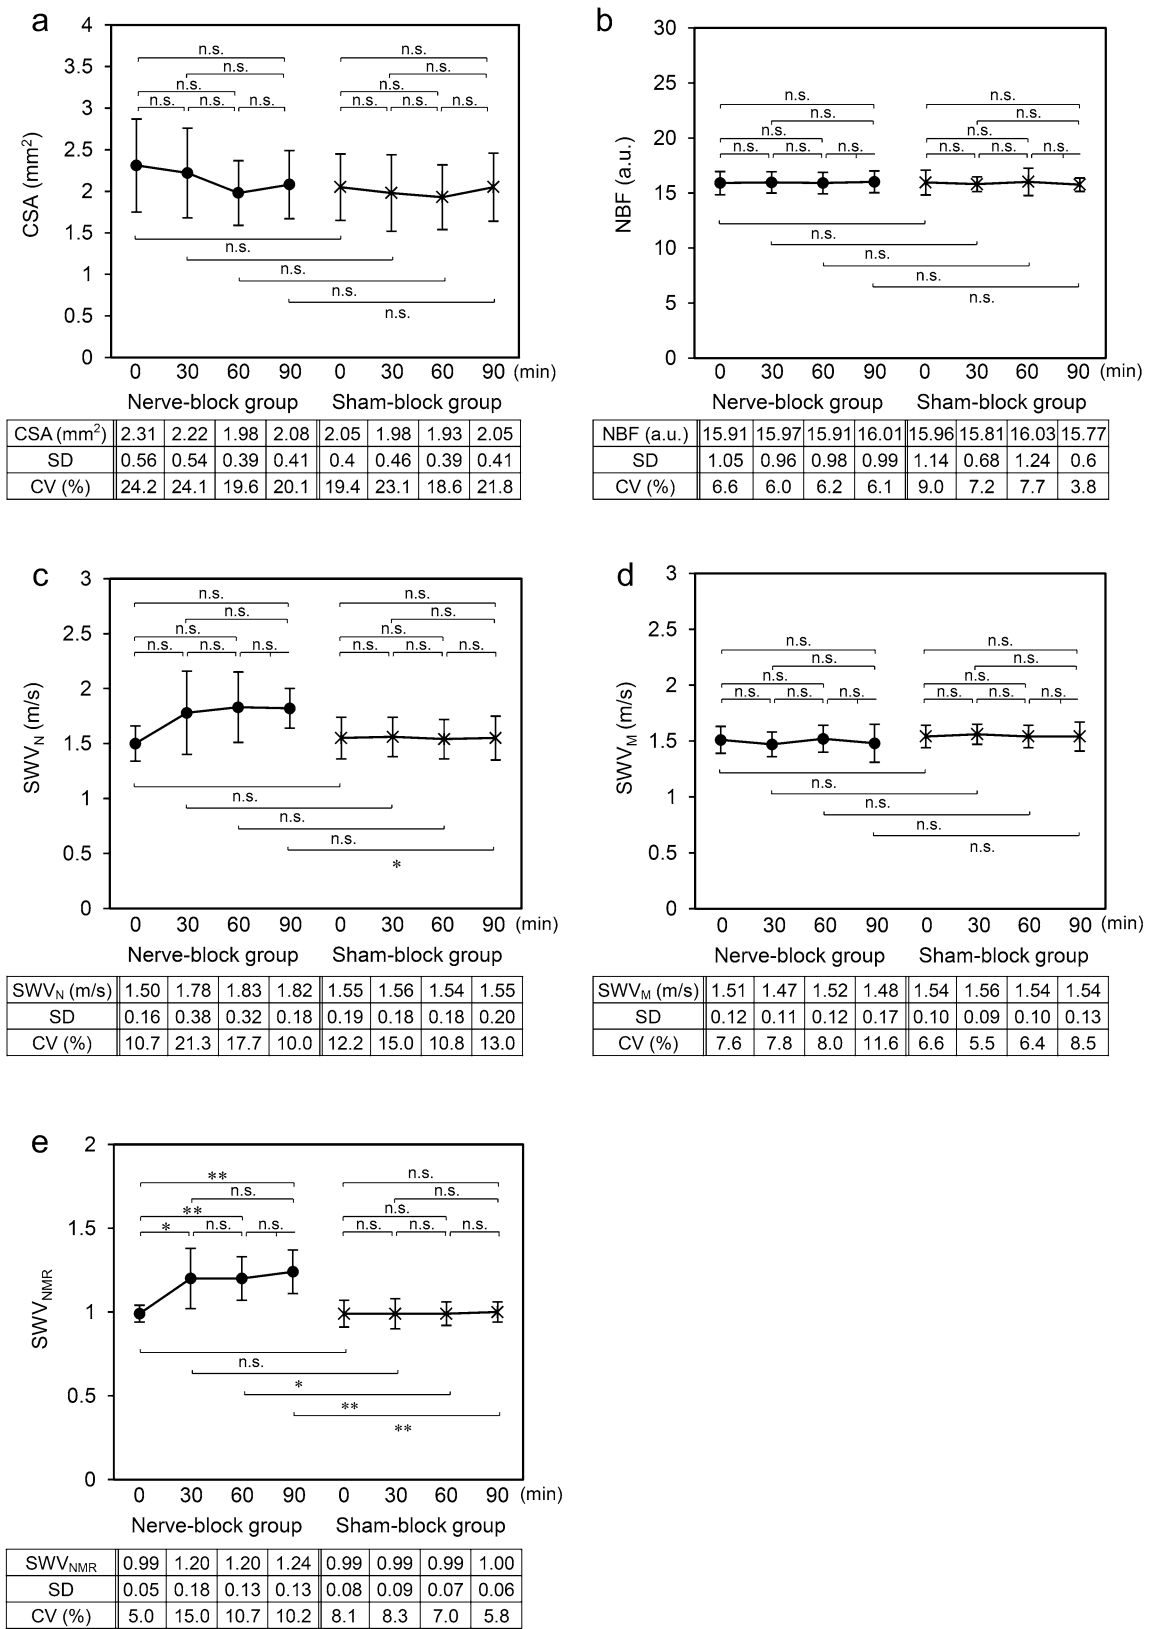 a
4
n.s. n.s.
3.5
n.s. n.s.
n.s. n.s.
3
n.s. n.s. n.s. n.s. n.s. n.s.
2.5
CSA (mm²)
2
1.5
n.s.
1
n.s.
n.s.
0.5
n.s.
0
0 30 60 90 0 30 60 90 (min)
Nerve-block group Sham-block group
CSA (mm²) 2.31 2.22 1.98 2.08 2.05 1.98 1.93 2.05
SD 0.56 0.54 0.39 0.41 0.4 0.46 0.39 0.41
CV (%) 24.2 24.1 19.6 20.1 19.4 23.1 18.6 21.8
b
30
25
n.s. n.s.
n.s. n.s.
20
n.s. n.s.
n.s. n.s. n.s. n.s. n.s. n.s.
NBF (a.u.)
15
n.s.
10
n.s.
n.s.
n.s.
5
0
0 30 60 90 0 30 60 90 (min)
Nerve-block group Sham-block group
NBF (a.u.) 15.91 15.97 15.91 16.01 15.96 15.81 16.03 15.77
SD 1.05 0.96 0.98 0.99 1.14 0.68 1.24 0.6
CV (%) 6.6 6.0 6.2 6.1 9.0 7.2 7.7 3.8
c
3
n.s. n.s.
n.s. n.s.
2.5
n.s. n.s.
n.s. n.s. n.s. n.s. n.s. n.s.
2
SWVN (m/s)
1.5
1
n.s.
n.s.
n.s.
0.5
*
0
0 30 60 90 0 30 60 90 (min)
Nerve-block group Sham-block group
SWVN (m/s) 1.50 1.78 1.83 1.82 1.55 1.56 1.54 1.55
SD 0.16 0.38 0.32 0.18 0.19 0.18 0.18 0.20
CV (%) 10.7 21.3 17.7 10.0 12.2 15.0 10.8 13.0
d
3
2.5
n.s. n.s.
n.s. n.s.
n.s. n.s.
2
n.s. n.s. n.s. n.s. n.s. n.s.
SWVM (m/s)
1.5
n.s.
1
n.s.
n.s.
n.s.
0.5
0
0 30 60 90 0 30 60 90 (min)
Nerve-block group Sham-block group
SWVM (m/s) 1.51 1.47 1.52 1.48 1.54 1.56 1.54 1.54
SD 0.12 0.11 0.12 0.17 0.10 0.09 0.10 0.13
CV (%) 7.6 7.8 8.0 11.6 6.6 5.5 6.4 8.5
e
2
** n.s.
n.s. n.s.
** n.s.
1.5
* n.s. n.s. n.s. n.s. n.s.
SWVNMR
1
n.s.
*
0.5
**
**
0
0 30 60 90 0 30 60 90 (min)
Nerve-block group Sham-block group
SWVNMR 0.99 1.20 1.20 1.24 0.99 0.99 0.99 1.00
SD 0.05 0.18 0.13 0.13 0.08 0.09 0.07 0.06
CV (%) 5.0 15.0 10.7 10.2 8.1 8.3 7.0 5.8